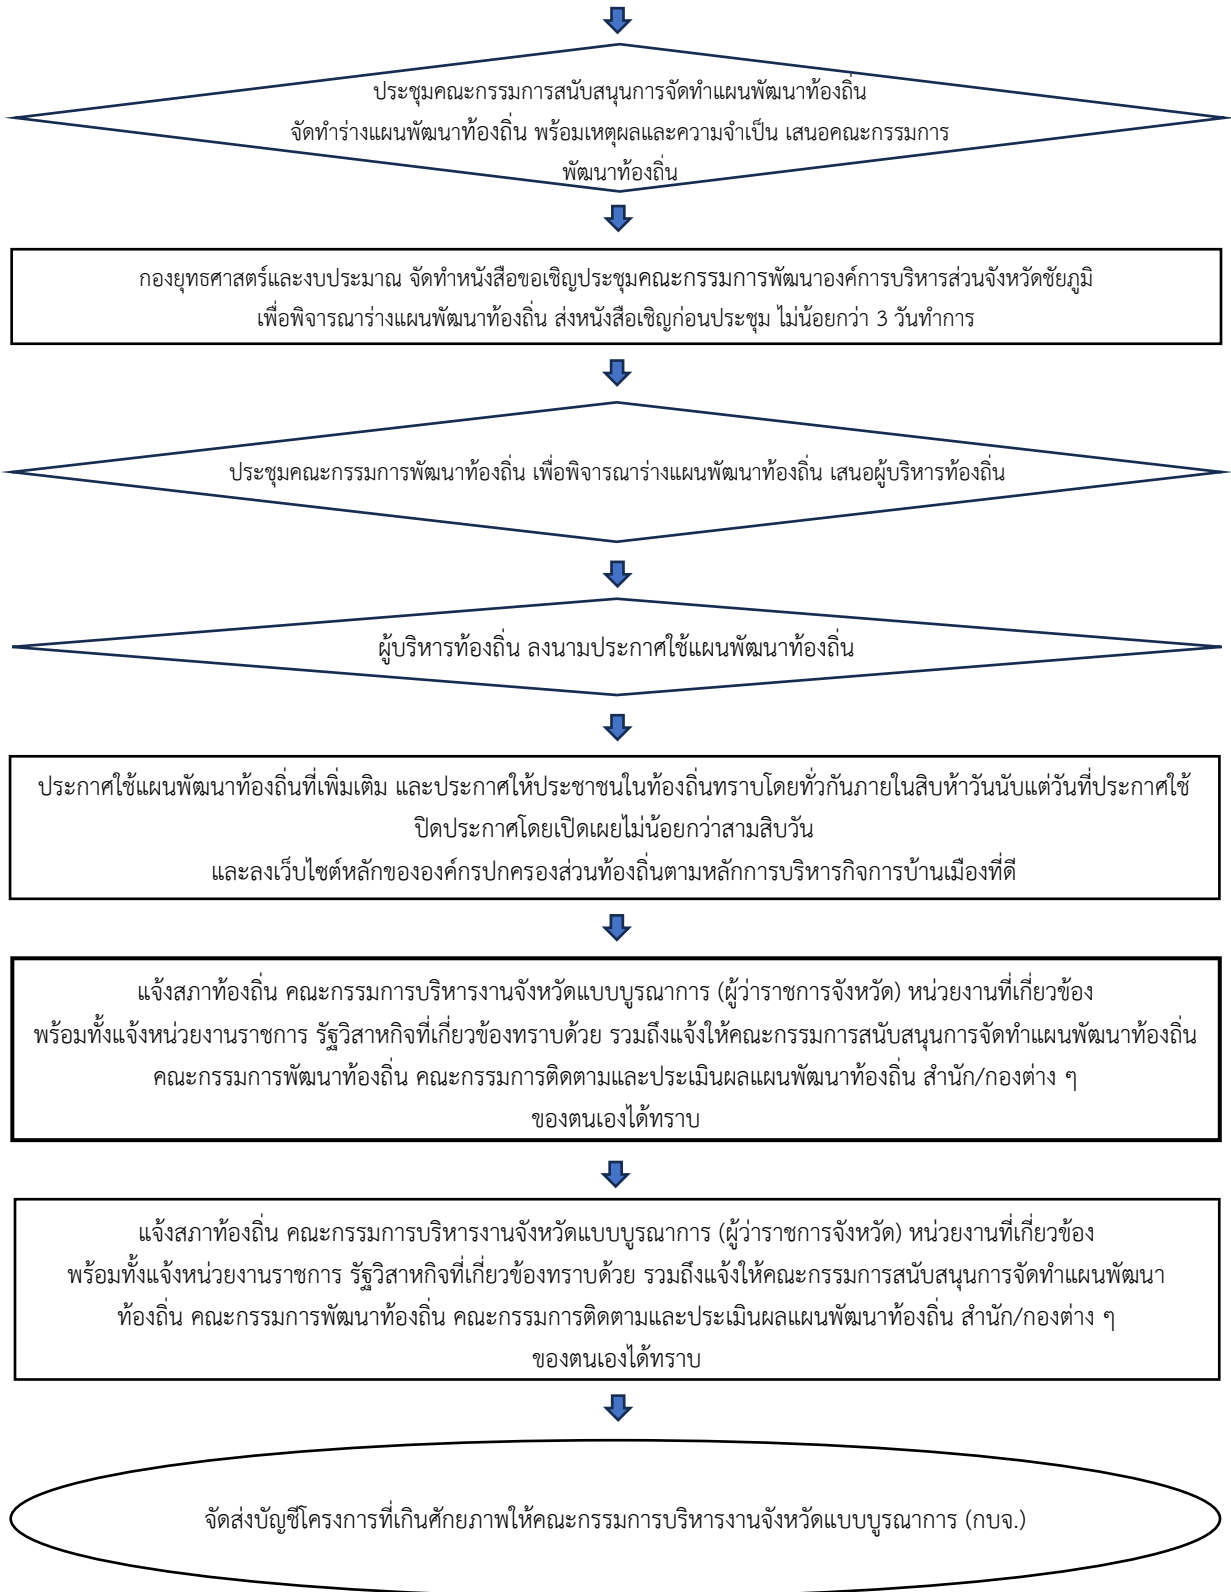 ประชุมคณะกรรมการสนับสนุนการจัดทำแผนพัฒนาท้องถิ่น
จัดทำร่างแผนพัฒนาท้องถิ่น พร้อมเหตุผลและความจำเป็น เสนอคณะกรรมการ
พัฒนาท้องถิ่น
กองยุทธศาสตร์และงบประมาณ จัดทำหนังสือขอเชิญประชุมคณะกรรมการพัฒนาองค์การบริหารส่วนจังหวัดชัยภูมิ
เพื่อพิจารณาร่างแผนพัฒนาท้องถิ่น ส่งหนังสือเชิญก่อนประชุม ไม่น้อยกว่า 3 วันทำการ
ประชุมคณะกรรมการพัฒนาท้องถิ่น เพื่อพิจารณาร่างแผนพัฒนาท้องถิ่น เสนอผู้บริหารท้องถิ่น
ผู้บริหารท้องถิ่น ลงนามประกาศใช้แผนพัฒนาท้องถิ่น
ประกาศใช้แผนพัฒนาท้องถิ่นที่เพิ่มเติม และประกาศให้ประชาชนในท้องถิ่นทราบโดยทั่วกันภายในสิบห้าวันนับแต่วันที่ประกาศใช้
ปิดประกาศโดยเปิดเผยไม่น้อยกว่าสามสิบวัน
และลงเว็บไซต์หลักขององค์กรปกครองส่วนท้องถิ่นตามหลักการบริหารกิจการบ้านเมืองที่ดี
แจ้งสภาท้องถิ่น คณะกรรมการบริหารงานจังหวัดแบบบูรณาการ (ผู้ว่าราชการจังหวัด) หน่วยงานที่เกี่ยวข้อง
พร้อมทั้งแจ้งหน่วยงานราชการ รัฐวิสาหกิจที่เกี่ยวข้องทราบด้วย รวมถึงแจ้งให้คณะกรรมการสนับสนุนการจัดทำแผนพัฒนาท้องถิ่น
คณะกรรมการพัฒนาท้องถิ่น คณะกรรมการติดตามและประเมินผลแผนพัฒนาท้องถิ่น สำนัก/กองต่าง ๆ
ของตนเองได้ทราบ
แจ้งสภาท้องถิ่น คณะกรรมการบริหารงานจังหวัดแบบบูรณาการ (ผู้ว่าราชการจังหวัด) หน่วยงานที่เกี่ยวข้อง
พร้อมทั้งแจ้งหน่วยงานราชการ รัฐวิสาหกิจที่เกี่ยวข้องทราบด้วย รวมถึงแจ้งให้คณะกรรมการสนับสนุนการจัดทำแผนพัฒนา
ท้องถิ่น คณะกรรมการพัฒนาท้องถิ่น คณะกรรมการติดตามและประเมินผลแผนพัฒนาท้องถิ่น สำนัก/กองต่าง ๆ
ของตนเองได้ทราบ
จัดส่งบัญชีโครงการที่เกินศักยภาพให้คณะกรรมการบริหารงานจังหวัดแบบบูรณาการ (กบจ.)